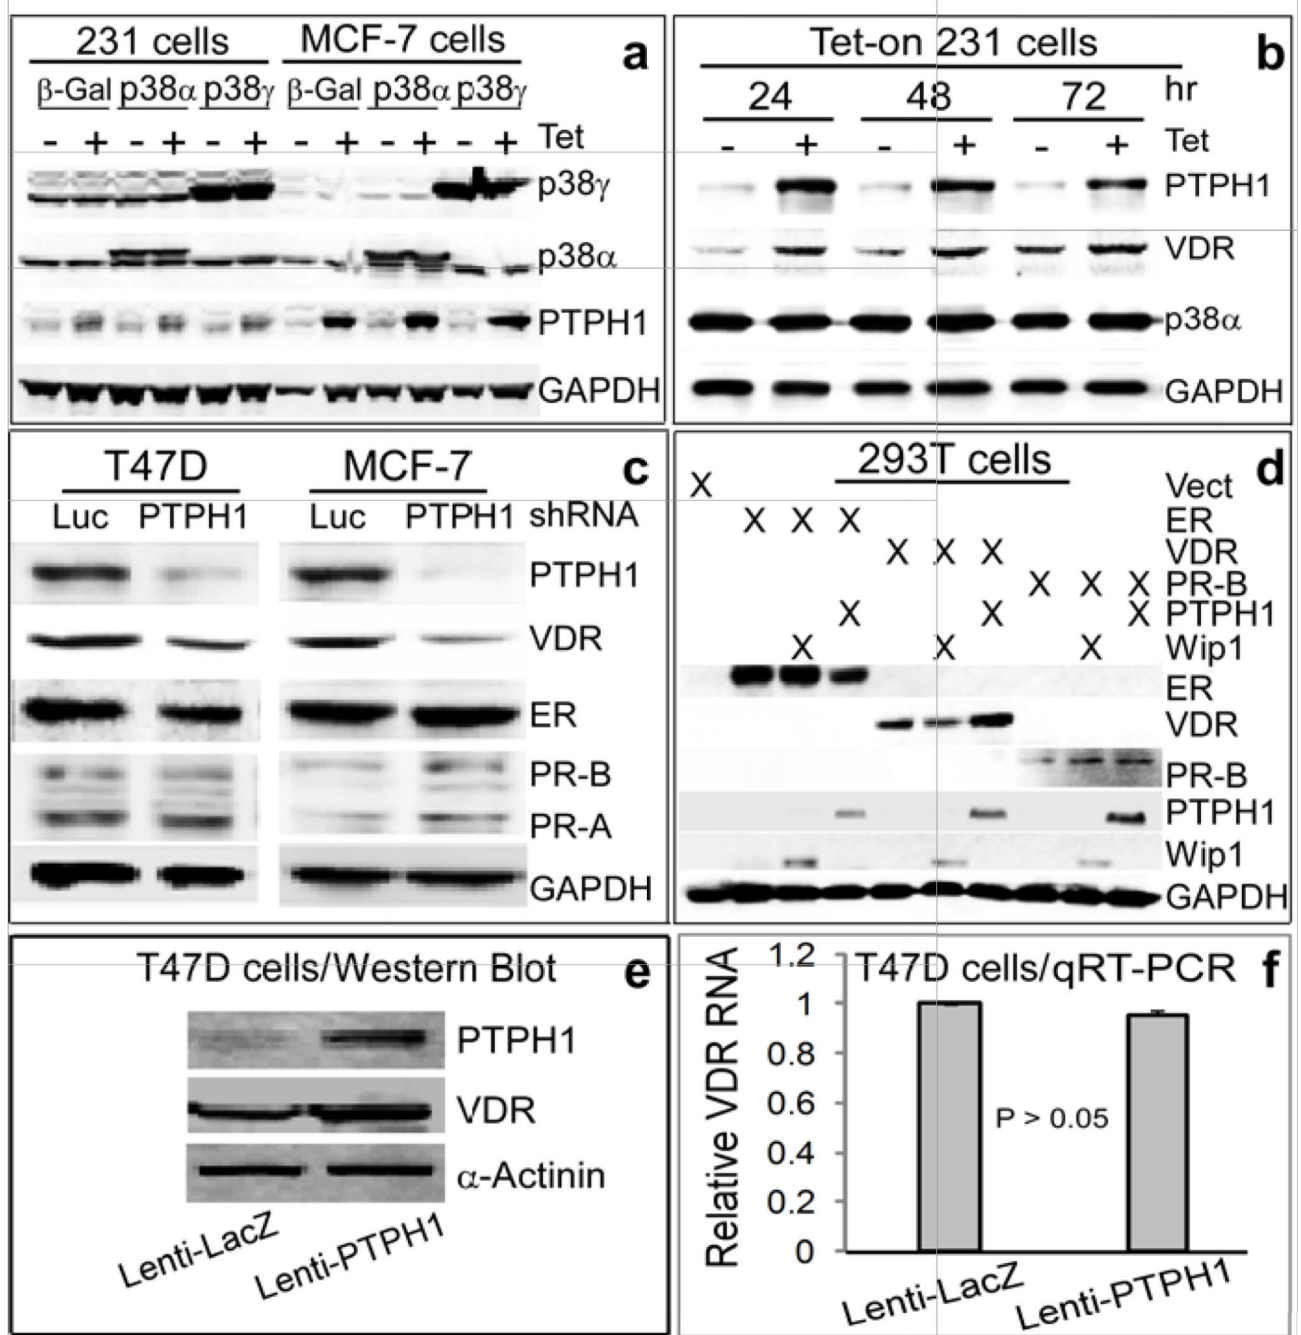 231 cells MCF-7 cells a
β-Gal p38α p38γ β-Gal p38α p38γ
- + - + - + - + - + - + Tet
p38γ
p38α
PTPH1
GAPDH
Tet-on 231 cells b
24 48 72 hr
- + - + - + Tet
PTPH1
VDR
p38α
GAPDH
T47D MCF-7 c
Luc PTPH1 Luc PTPH1 shRNA
PTPH1
VDR
ER
PR-B
PR-A
GAPDH
293T cells d
X Vect
X X X ER
X X X VDR
X X X PR-B
X X X PTPH1
X X X Wip1
ER
VDR
PR-B
PTPH1
Wip1
GAPDH
T47D cells/Western Blot e
PTPH1
VDR
α-Actinin
Lenti-LacZ Lenti-PTPH1
T47D cells/qRT-PCR f
Relative VDR RNA
1.2
1
0.8
0.6
0.4
0.2
0
P > 0.05
Lenti-LacZ Lenti-PTPH1